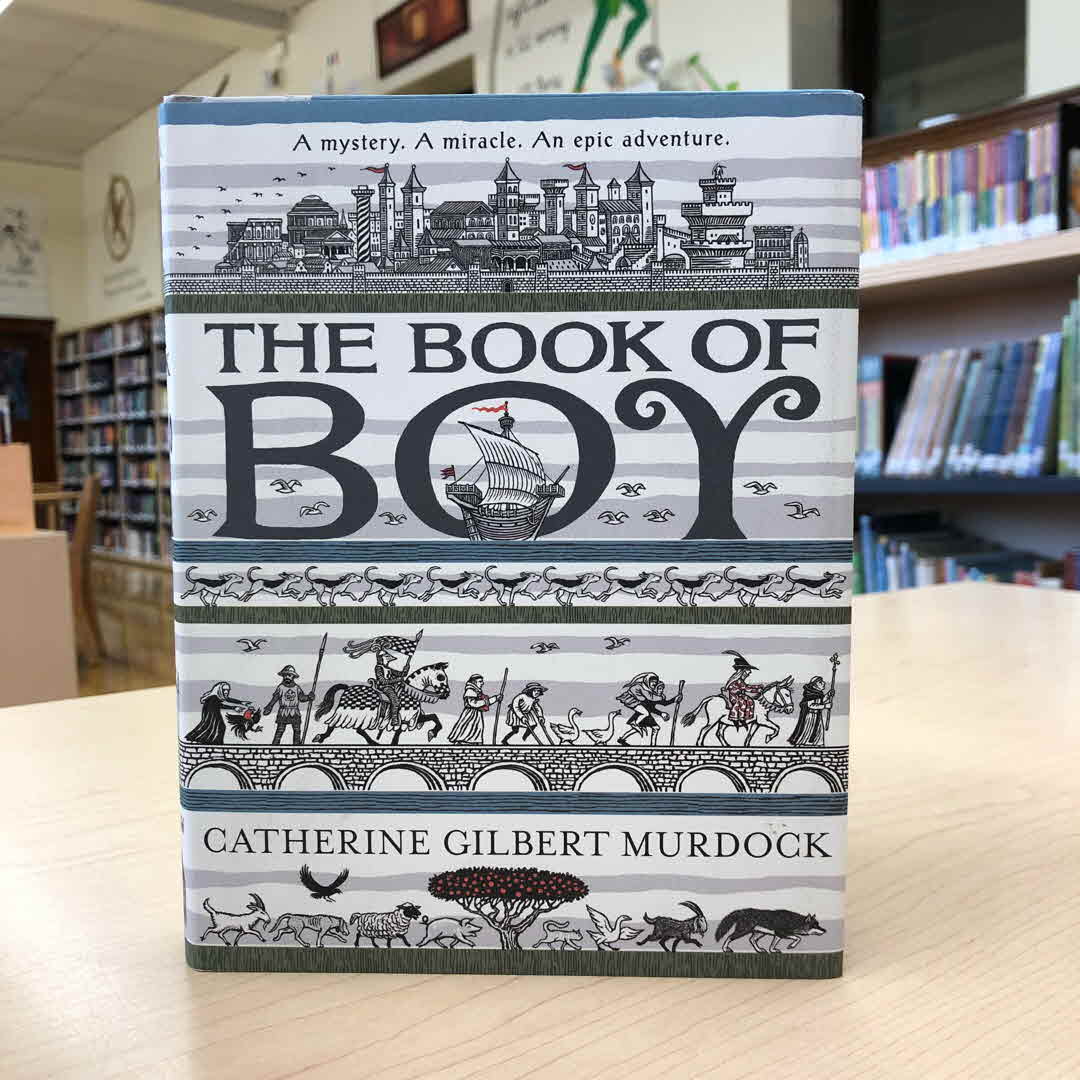 A mystery. A miracle. An epic adventure.
THE BOOK OF
BOY
CATHERINE GILBERT MURDOCK